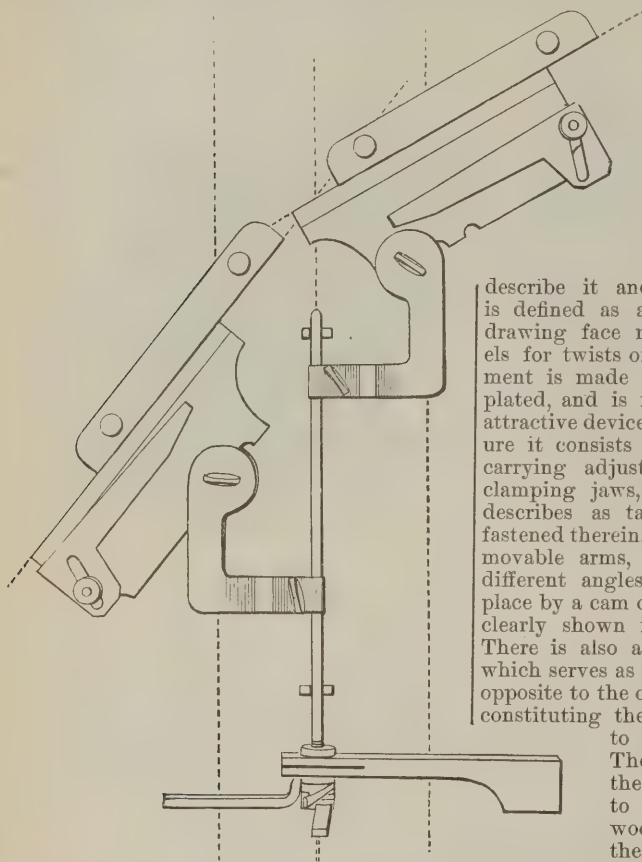 describe it and
is defined as a
drawing face m
els for twists or
ment is made
plated, and is
attractive device
ure it consists
carrying adjust
clamping jaws,
describes as ta
fastened therein.
movable arms,
different angles
place by a cam o
clearly shown i
There is also a
which serves as
opposite to the c
constituting the
to
The
the
to
woo
the